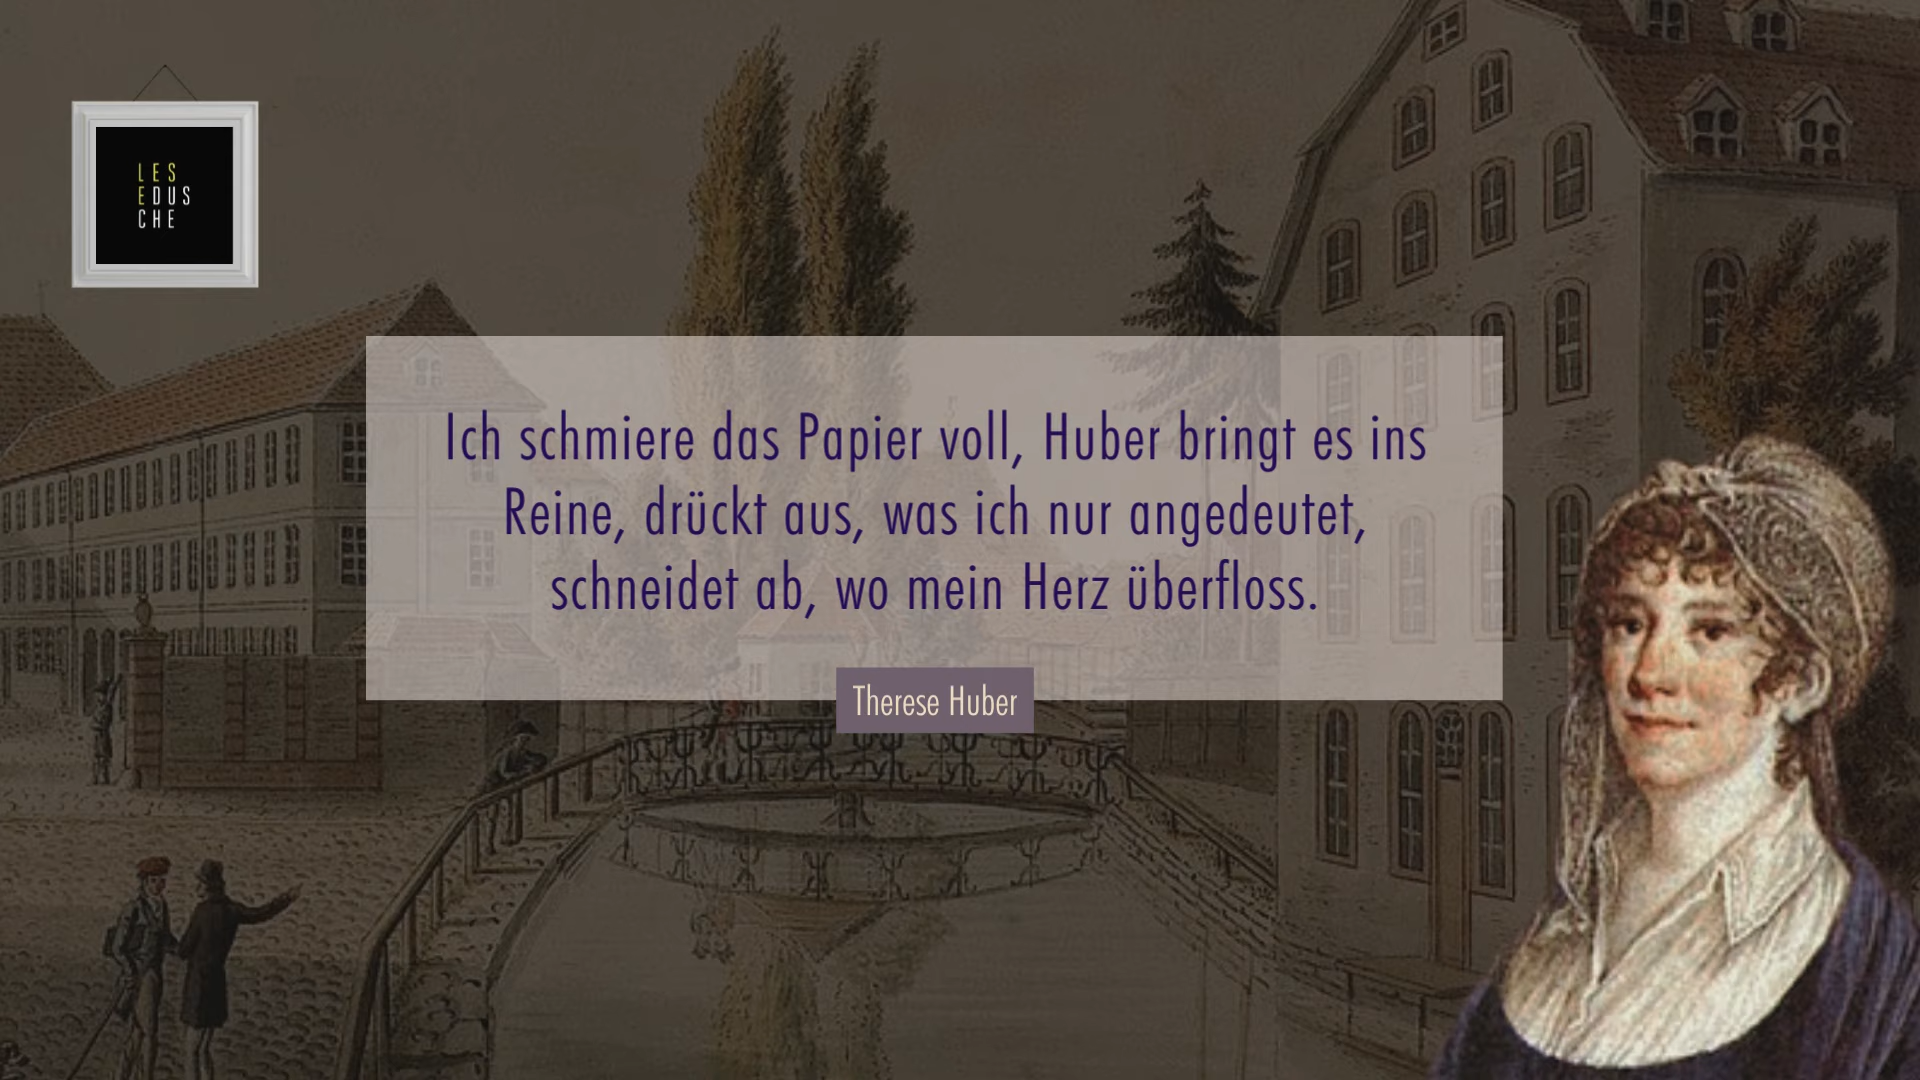 LES
EDUS
CHE
Ich schmiere das Papier voll, Huber bringt es ins
Reine, drückt aus, was ich nur angedeutet,
schneidet ab, wo mein Herz überfloss.
Therese Huber